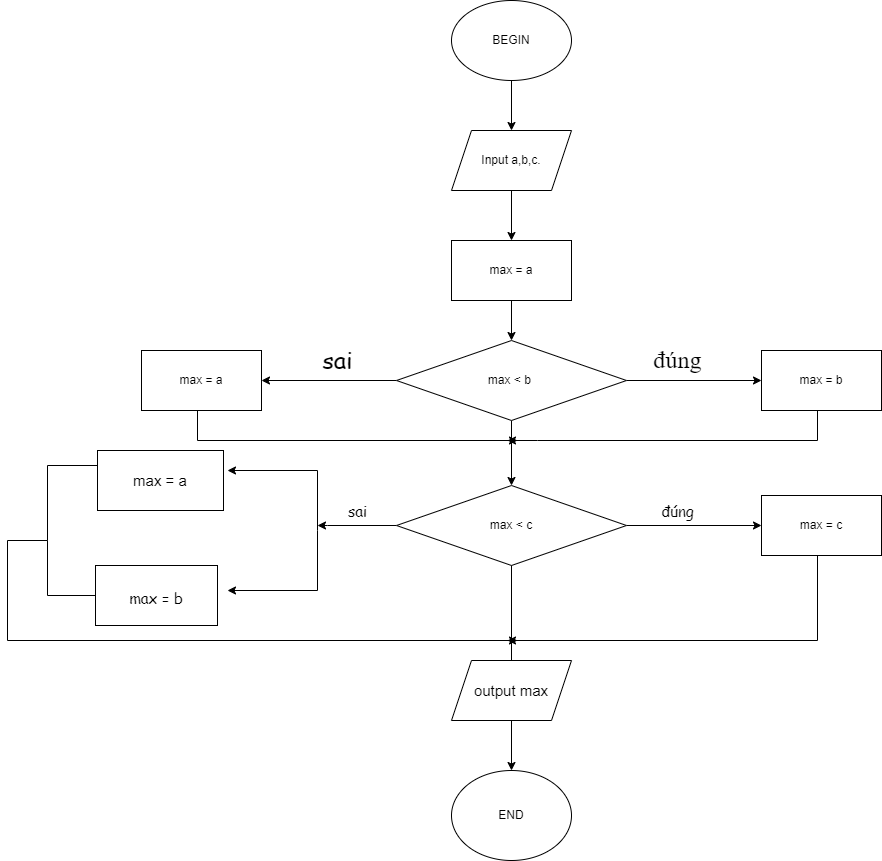 BEGIN
Input a,b,c.
max = a
sai
đúng
max = a
max < b
max = b
max = a
sai
max < c
đúng
max = c
max = b
output max
END